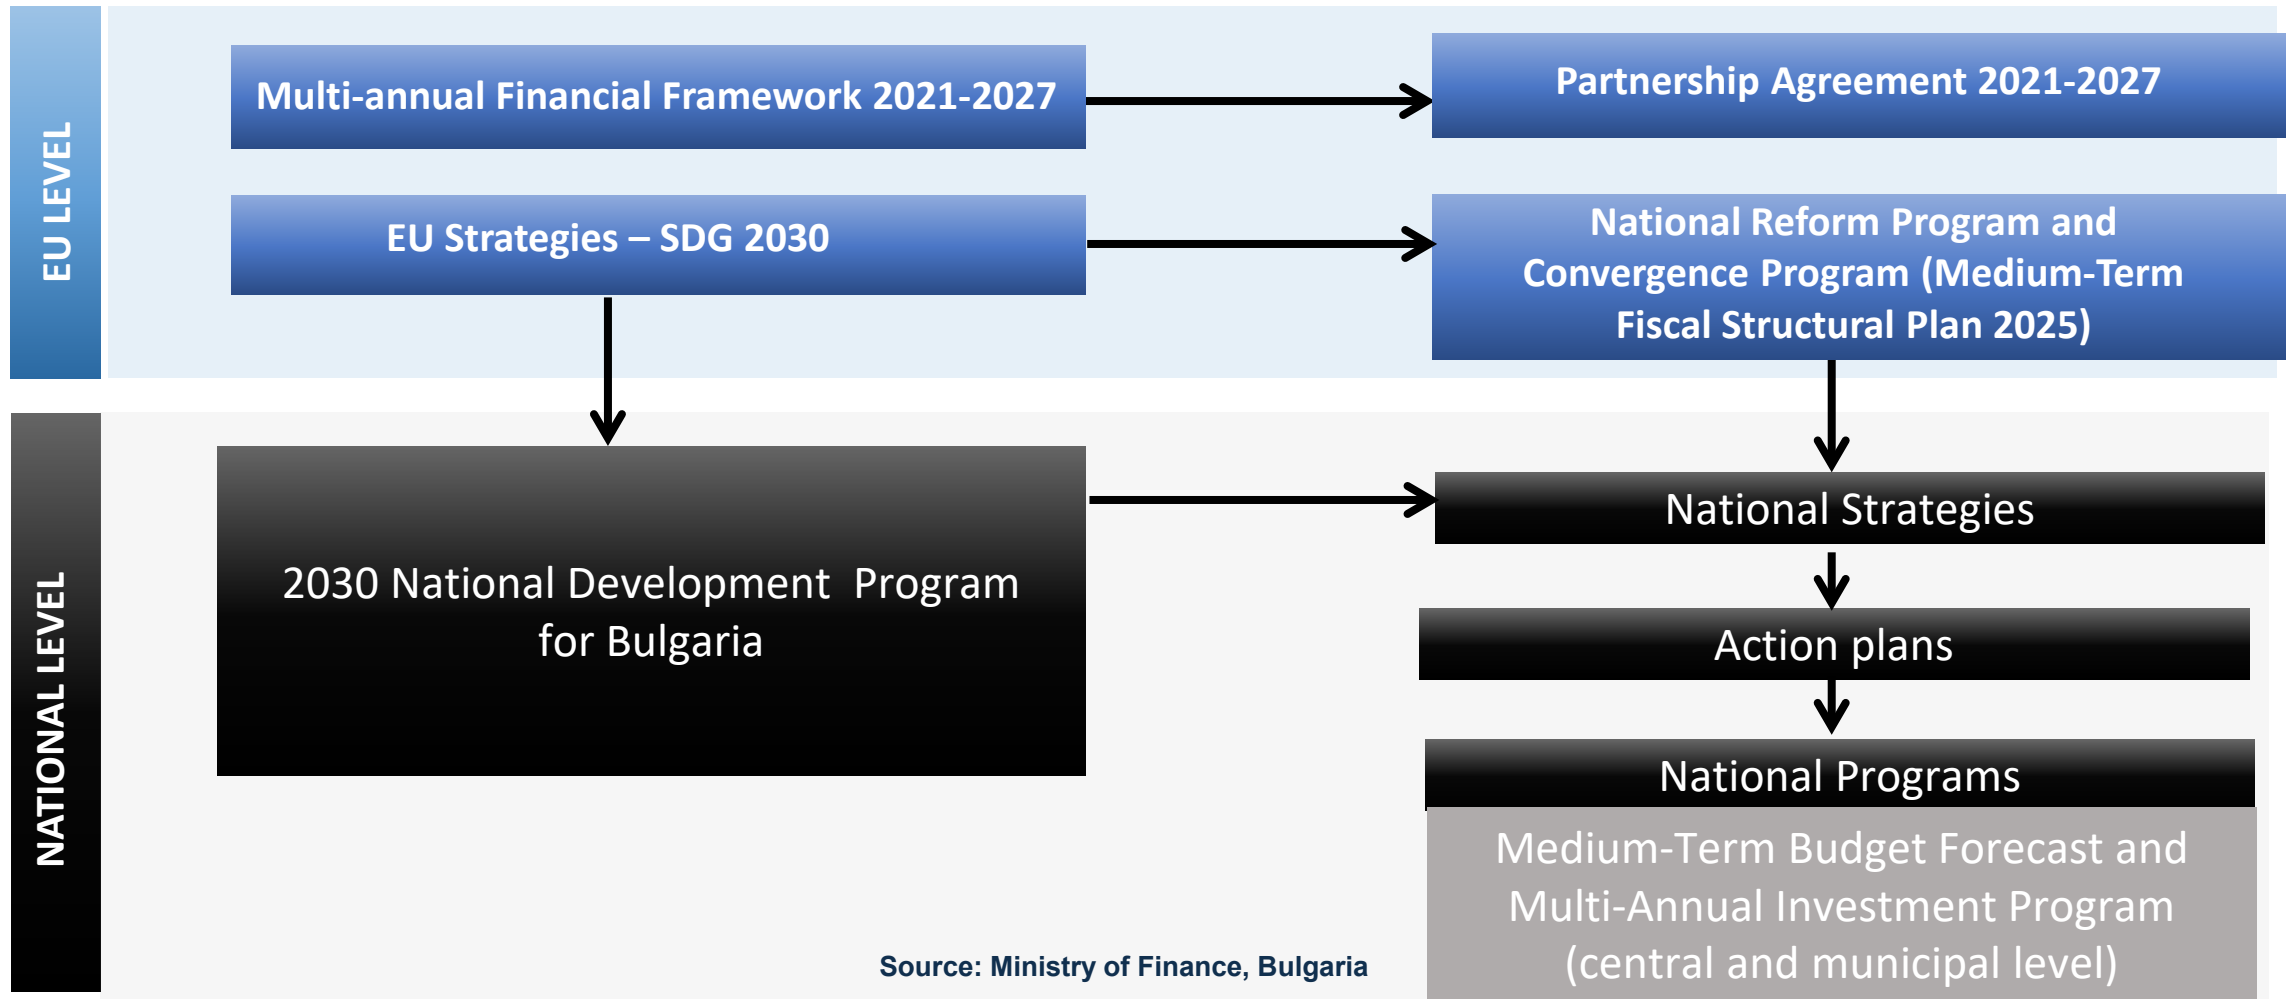 EU LEVEL
Multi-annual Financial Framework 2021-2027
Partnership Agreement 2021-2027
EU Strategies – SDG 2030
National Reform Program and
Convergence Program (Medium-Term
Fiscal Structural Plan 2025)
NATIONAL LEVEL
2030 National Development  Program
for Bulgaria
National Strategies
Action plans
National Programs
Medium-Term Budget Forecast and
Multi-Annual Investment Program
(central and municipal level)
Source: Ministry of Finance, Bulgaria